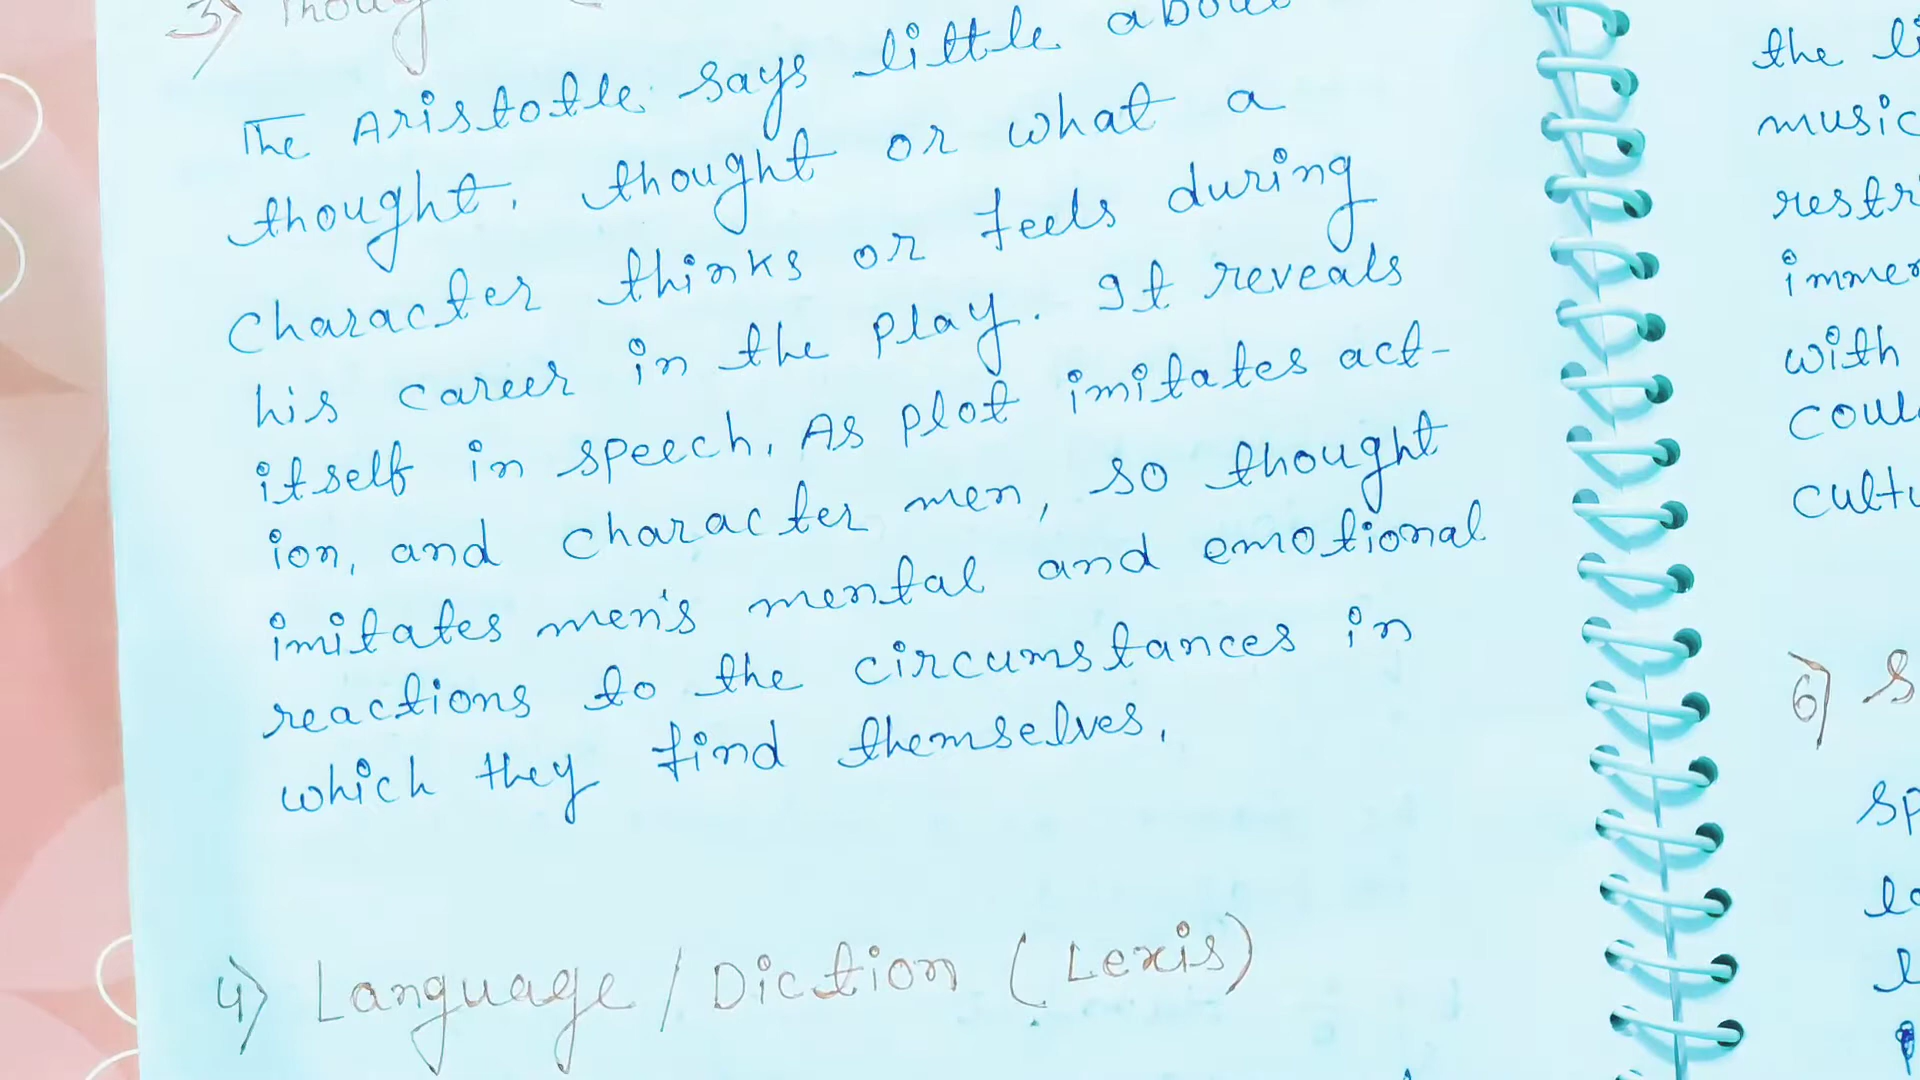 3)
The Aristotle says little about
thought. thought or what a
Character thinks or feels during
his career in the play. It reveals
itself in speech. As plot imitates act-
ion, and character men, so thought
imitates men's mental and emotional
reactions to the circumstances in
which they find themselves.
4) Language / Diction (Lexis)
the
music
with
6)